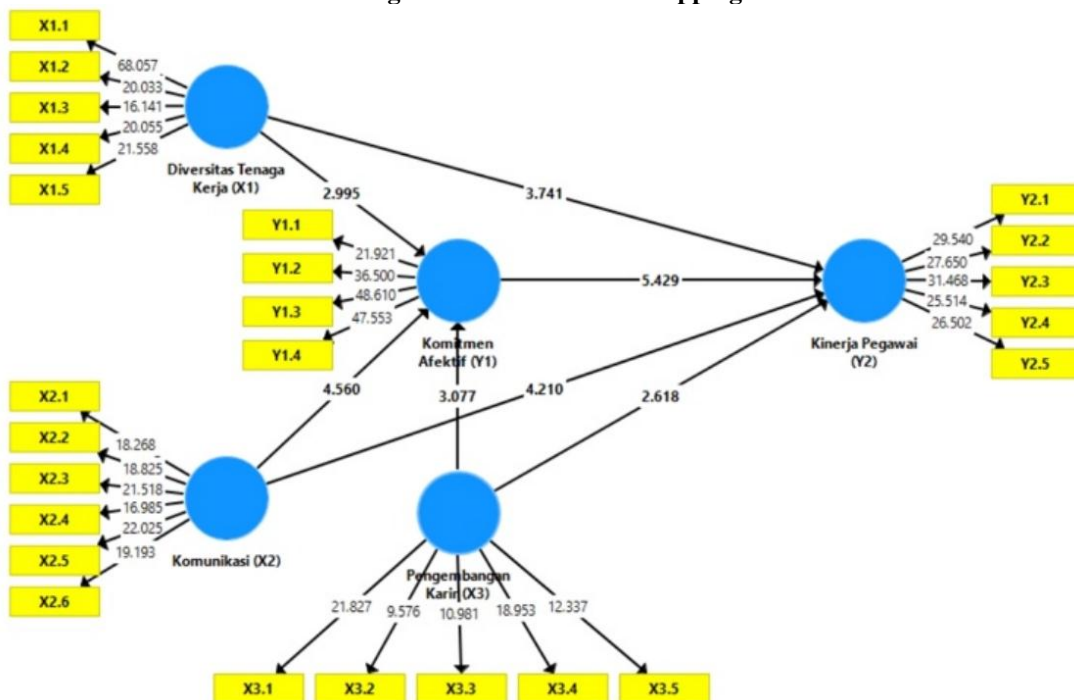 X1.1
X1.2
X1.3
X1.4
X1.5
68.057
20.033
16.141
20.055
21.558
Diversitas Tenaga
Kerja (X1)
2.995
3.741
Y1.1
Y1.2
Y1.3
Y1.4
21.921
36.500
48.610
47.553
Komitmen
Afektif (Y1)
5.429
Y2.1
Y2.2
Y2.3
Y2.4
Y2.5
29.540
27.650
31.468
25.514
26.502
Kinerja Pegawai
(Y2)
4.560
3.077
4.210
2.618
X2.1
X2.2
X2.3
X2.4
X2.5
X2.6
18.268
18.825
21.518
16.985
22.025
19.193
Komunikasi (X2)
Pengembangan
Karir (X3)
21.827
9.576
10.981
18.953
12.337
X3.1
X3.2
X3.3
X3.4
X3.5